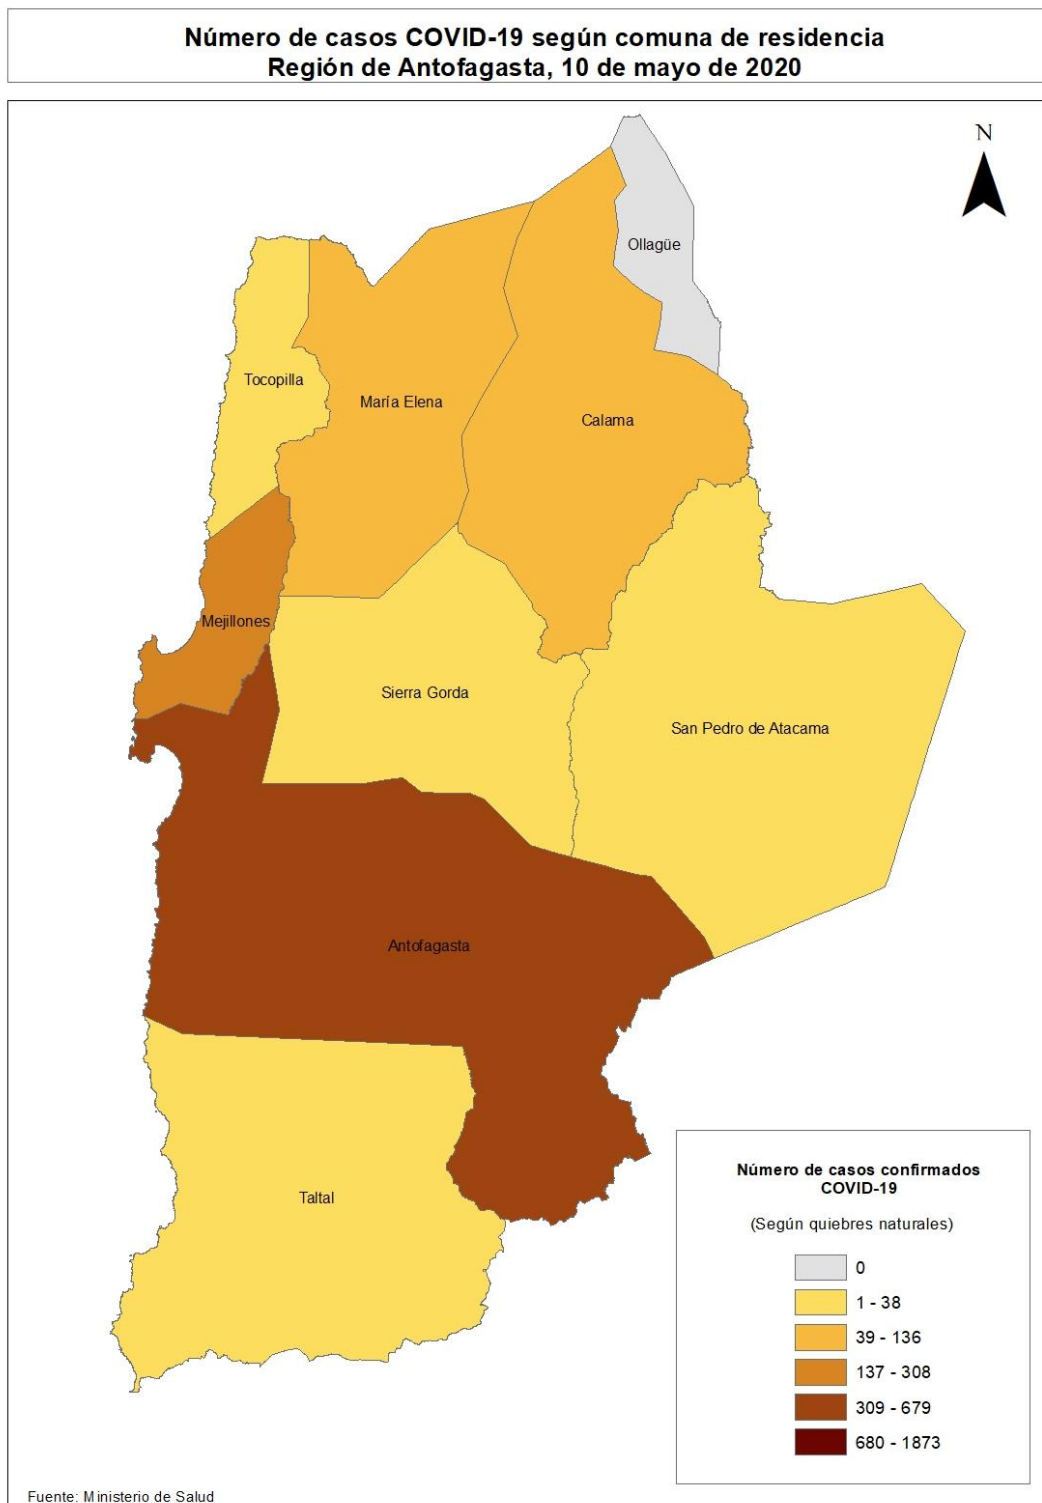 Número de casos COVID-19 según comuna de residencia
Región de Antofagasta, 10 de mayo de 2020
N
Ollagüe
Tocopilla
María Elena
Calama
Mejillones
Sierra Gorda
San Pedro de Atacama
Antofagasta
Taltal
Número de casos confirmados
COVID-19
(Según quiebres naturales)
0
1 - 38
39 - 136
137 - 308
309 - 679
680 - 1873
Fuente: Ministerio de Salud